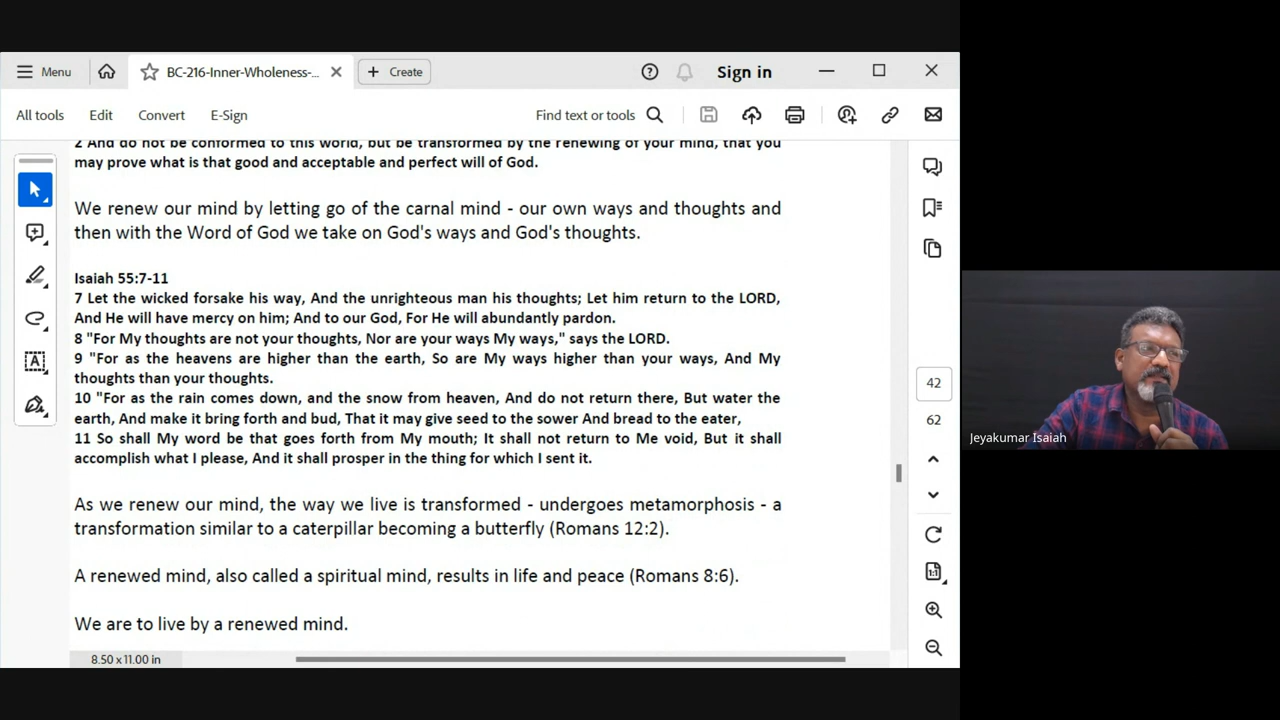 Menu
BC-216-Inner-Wholeness-...
Create
Sign in
All tools
Edit
Convert
E-Sign
Find text or tools
2 And do not be conformed to this world, but be transformed by the renewing of your mind, that you
may prove what is that good and acceptable and perfect will of God.
We renew our mind by letting go of the carnal mind - our own ways and thoughts and
then with the Word of God we take on God's ways and God's thoughts.
Isaiah 55:7-11
7 Let the wicked forsake his way, And the unrighteous man his thoughts; Let him return to the LORD,
And He will have mercy on him; And to our God, For He will abundantly pardon.
8 "For My thoughts are not your thoughts, Nor are your ways My ways," says the LORD.
9 "For as the heavens are higher than the earth, So are My ways higher than your ways, And My
thoughts than your thoughts.
10 "For as the rain comes down, and the snow from heaven, And do not return there, But water the
earth, And make it bring forth and bud, That it may give seed to the sower And bread to the eater,
11 So shall My word be that goes forth from My mouth; It shall not return to Me void, But it shall
accomplish what I please, And it shall prosper in the thing for which I sent it.
As we renew our mind, the way we live is transformed - undergoes metamorphosis - a
transformation similar to a caterpillar becoming a butterfly (Romans 12:2).
A renewed mind, also called a spiritual mind, results in life and peace (Romans 8:6).
We are to live by a renewed mind.
8.50 x 11.00 in
42
62
1:1
Jeyakumar Isaiah